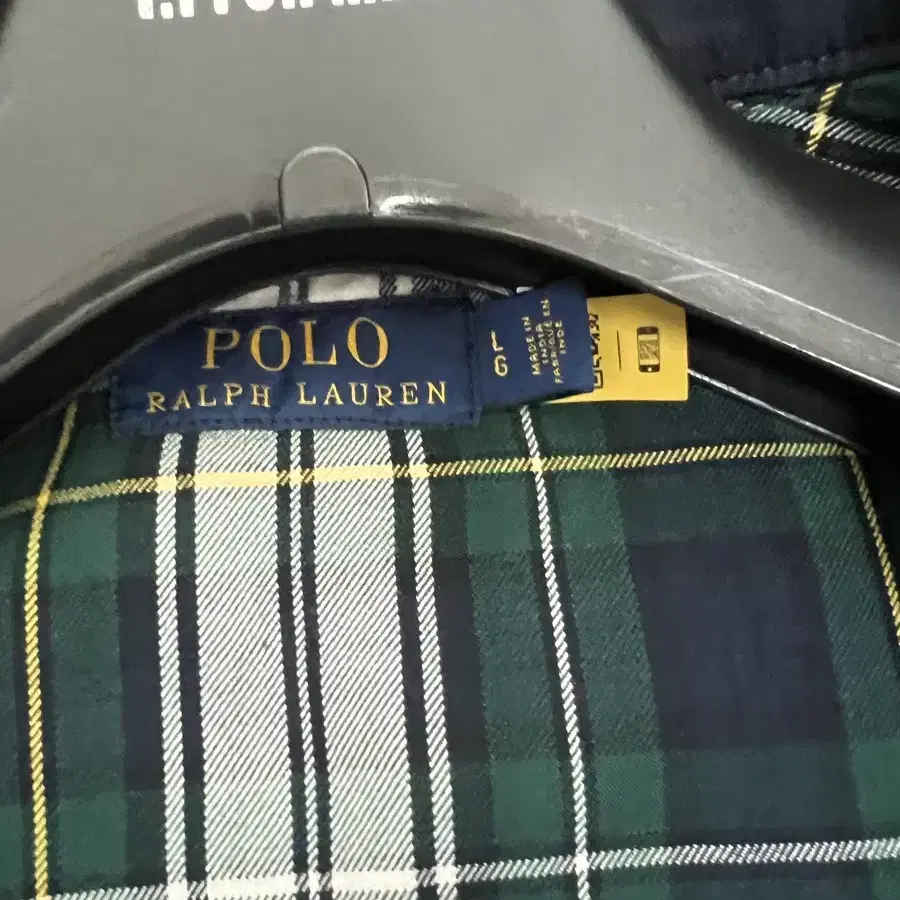 POLO
RALPH LAUREN
L
G
MADE IN
INDIA
FABRIQUÉ EN
INDE